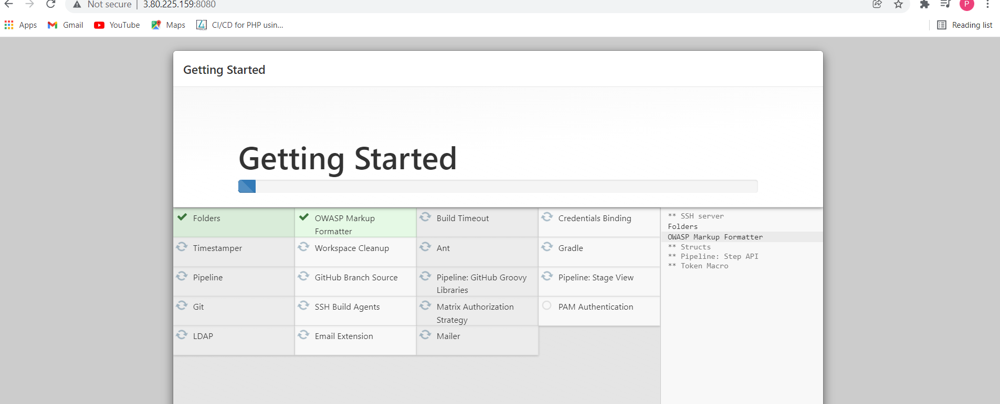 Not secure | 3.80.225.159:8080
P
Apps Gmail YouTube Maps CI/CD for PHP usin... Reading list
Getting Started
Getting Started
Folders
OWASP Markup
Formatter
Build Timeout
Credentials Binding
Timestamper
Workspace Cleanup
Ant
Gradle
Pipeline
GitHub Branch Source
Pipeline: GitHub Groovy
Libraries
Pipeline: Stage View
Git
SSH Build Agents
Matrix Authorization
Strategy
PAM Authentication
LDAP
Email Extension
Mailer
** SSH server
Folders
OWASP Markup Formatter
** Structs
** Pipeline: Step API
** Token Macro